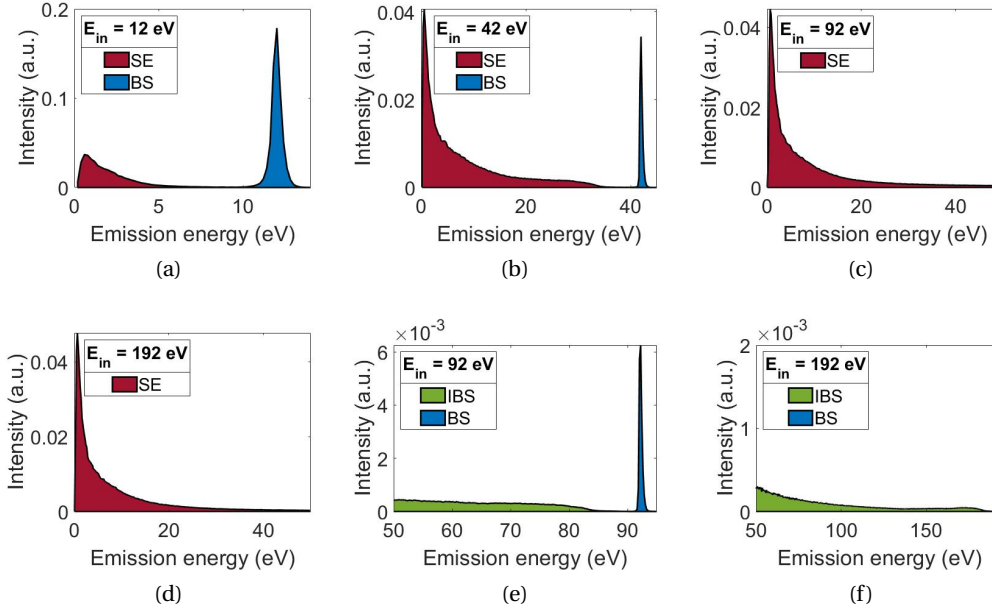 0.2
0.1
0
Intensity (a.u.)
E_in = 12 eV
SE
BS
0 5 10
Emission energy (eV)
(a)
0.04
0.02
0
Intensity (a.u.)
E_in = 42 eV
SE
BS
0 20 40
Emission energy (eV)
(b)
0.04
0.02
0
Intensity (a.u.)
E_in = 92 eV
SE
0 20 40
Emission energy (eV)
(c)
0.04
0.02
0
Intensity (a.u.)
E_in = 192 eV
SE
0 20 40
Emission energy (eV)
(d)
×10⁻³
6
4
2
0
Intensity (a.u.)
E_in = 92 eV
IBS
BS
50 60 70 80 90
Emission energy (eV)
(e)
×10⁻³
2
1
0
Intensity (a.u.)
E_in = 192 eV
IBS
BS
50 100 150
Emission energy (eV)
(f)